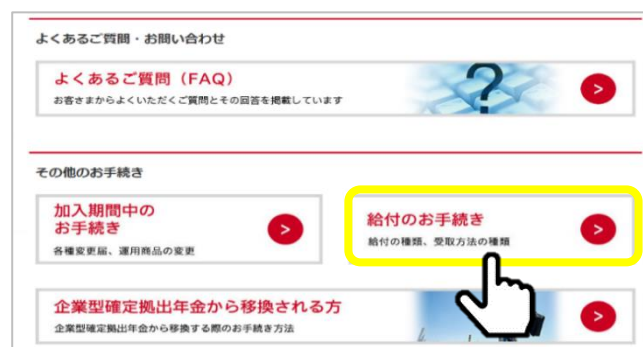 よくあるご質問・お問い合わせ
よくあるご質問（FAQ）
お客さまからよくいただくご質問とその回答を掲載しています
その他のお手続き
加入期間中の
お手続き
各種変更届、運用商品の変更
給付のお手続き
給付の種類、受取方法の種類
企業型確定拠出年金から移換される方
企業型確定拠出年金から移換する際のお手続き方法